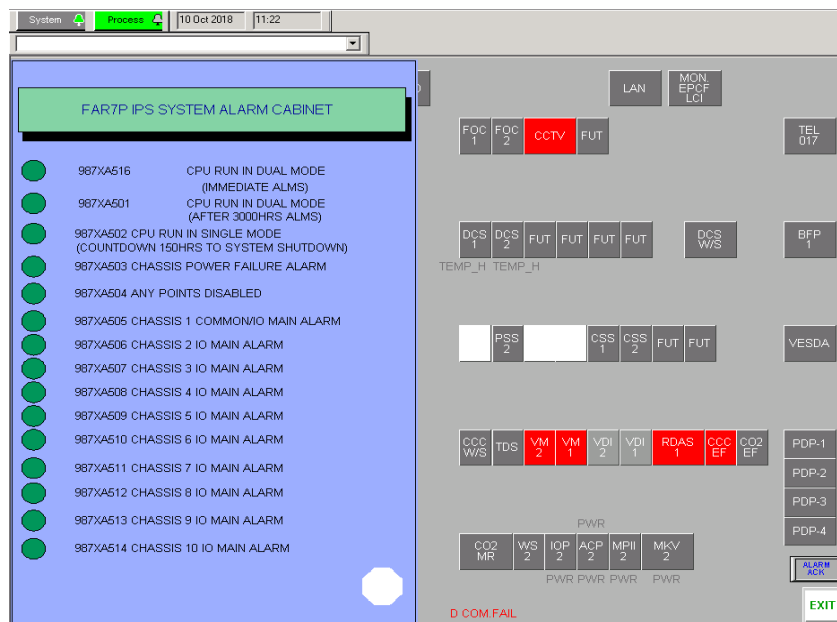 System Process 10 Oct 2018 11:22
FAR7P IPS SYSTEM ALARM CABINET
987XA516 CPU RUN IN DUAL MODE
(IMMEDIATE ALMS)
987XA501 CPU RUN IN DUAL MODE
(AFTER 3000HRS ALMS)
987XA502 CPU RUN IN SINGLE MODE
(COUNTDOWN 150HRS TO SYSTEM SHUTDOWN)
987XA503 CHASSIS POWER FAILURE ALARM
987XA504 ANY POINTS DISABLED
987XA505 CHASSIS 1 COMMON/IO MAIN ALARM
987XA506 CHASSIS 2 IO MAIN ALARM
987XA507 CHASSIS 3 IO MAIN ALARM
987XA508 CHASSIS 4 IO MAIN ALARM
987XA509 CHASSIS 5 IO MAIN ALARM
987XA510 CHASSIS 6 IO MAIN ALARM
987XA511 CHASSIS 7 IO MAIN ALARM
987XA512 CHASSIS 8 IO MAIN ALARM
987XA513 CHASSIS 9 IO MAIN ALARM
987XA514 CHASSIS 10 IO MAIN ALARM
LAN
MON.
EPCF
LCI
FOC
1
FOC
2
CCTV
FUT
TEL
017
DCS
1
DCS
2
FUT
FUT
FUT
FUT
DCS
W/S
BFP
1
TEMP_H TEMP_H
PSS
2
CSS
1
CSS
2
FUT
FUT
VESDA
CCC
W/S
TDS
VM
2
VM
1
VDI
2
VDI
1
RDAS
1
CCC
EF
CO2
EF
PDP-1
PDP-2
PDP-3
PDP-4
PWR
CO2
MR
WS
2
IOP
2
ACP
2
MPII
2
MKV
2
PWR PWR PWR PWR
ALARM
ACK
D COM.FAIL
EXIT